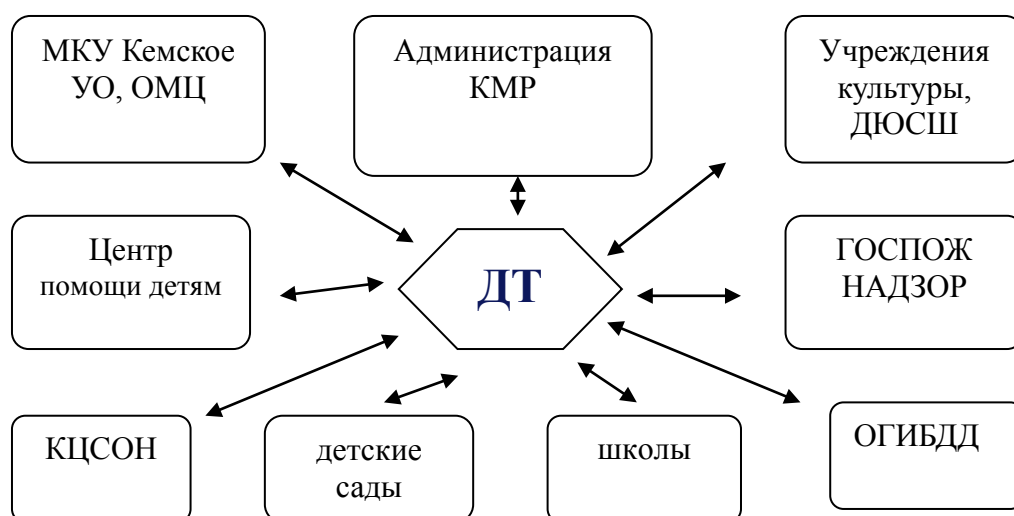 МКУ Кемское
УО, ОМЦ
Администрация
КМР
Учреждения
культуры,
ДЮСШ
Центр
помощи детям
ДТ
ГОСПОЖ
НАДЗОР
КЦСОН
детские
сады
школы
ОГИБДД